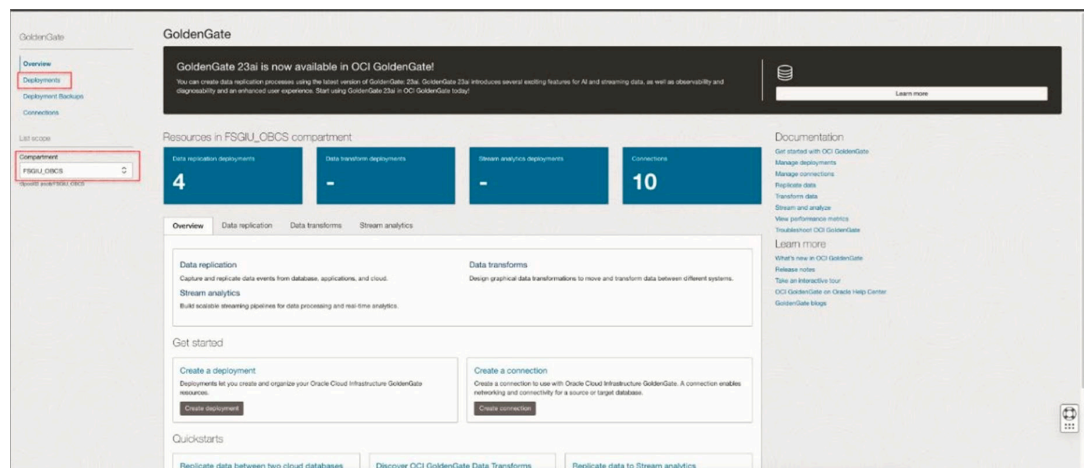 GoldenGate
Overview
Deployments
Deployment Backups
Connections
List scope
Compartment
FSGIU_OBCS
GoldenGate
GoldenGate 23ai is now available in OCI GoldenGate!
You can create data replication processes using the latest version of GoldenGate: 23ai. GoldenGate 23ai introduces several exciting features for AI and streaming data, as well as observability and
diagnosability and an enhanced user experience. Start using GoldenGate 23ai in OCI GoldenGate today!
Learn more
Resources in FSGIU_OBCS compartment
Data replication deployments
4
Data transform deployments
-
Stream analytics deployments
-
Connections
10
Overview
Data replication
Data transforms
Stream analytics
Data replication
Capture and replicate data events from database, applications, and cloud.
Data transforms
Design graphical data transformations to move and transform data between different systems.
Stream analytics
Build scalable streaming pipelines for data processing and real-time analytics.
Get started
Create a deployment
Deployments let you create and organize your Oracle Cloud Infrastructure GoldenGate
resources.
Create deployment
Create a connection
Create a connection to use with Oracle Cloud Infrastructure GoldenGate. A connection enables
networking and connectivity for a source or target database.
Create connection
Quickstarts
Replicate data between two cloud databases
Discover OCI GoldenGate Data Transforms
Replicate data to Stream analytics
Documentation
Get started with OCI GoldenGate
Manage deployments
Manage connections
Replicate data
Transform data
Stream and analyze
View performance metrics
Troubleshoot OCI GoldenGate
Learn more
What's new in OCI GoldenGate
Release notes
Take an interactive tour
OCI GoldenGate on Oracle Help Center
GoldenGate blogs